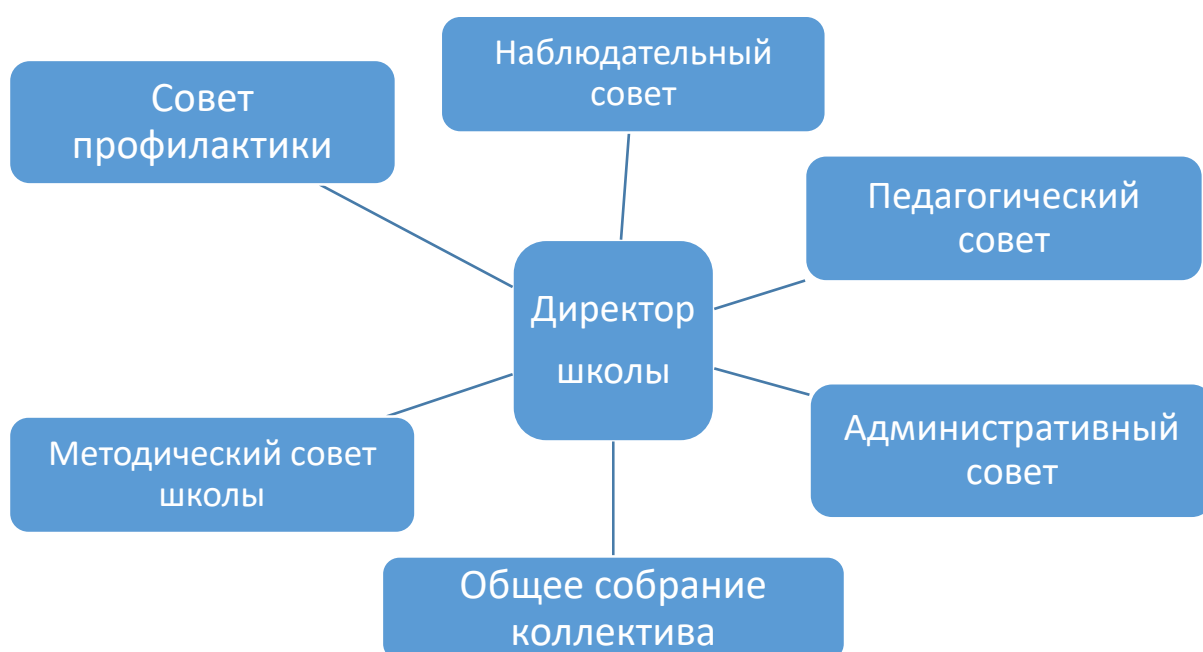 Наблюдательный
совет
Совет
профилактики
Педагогический
совет
Директор
школы
Административный
совет
Методический совет
школы
Общее собрание
коллектива